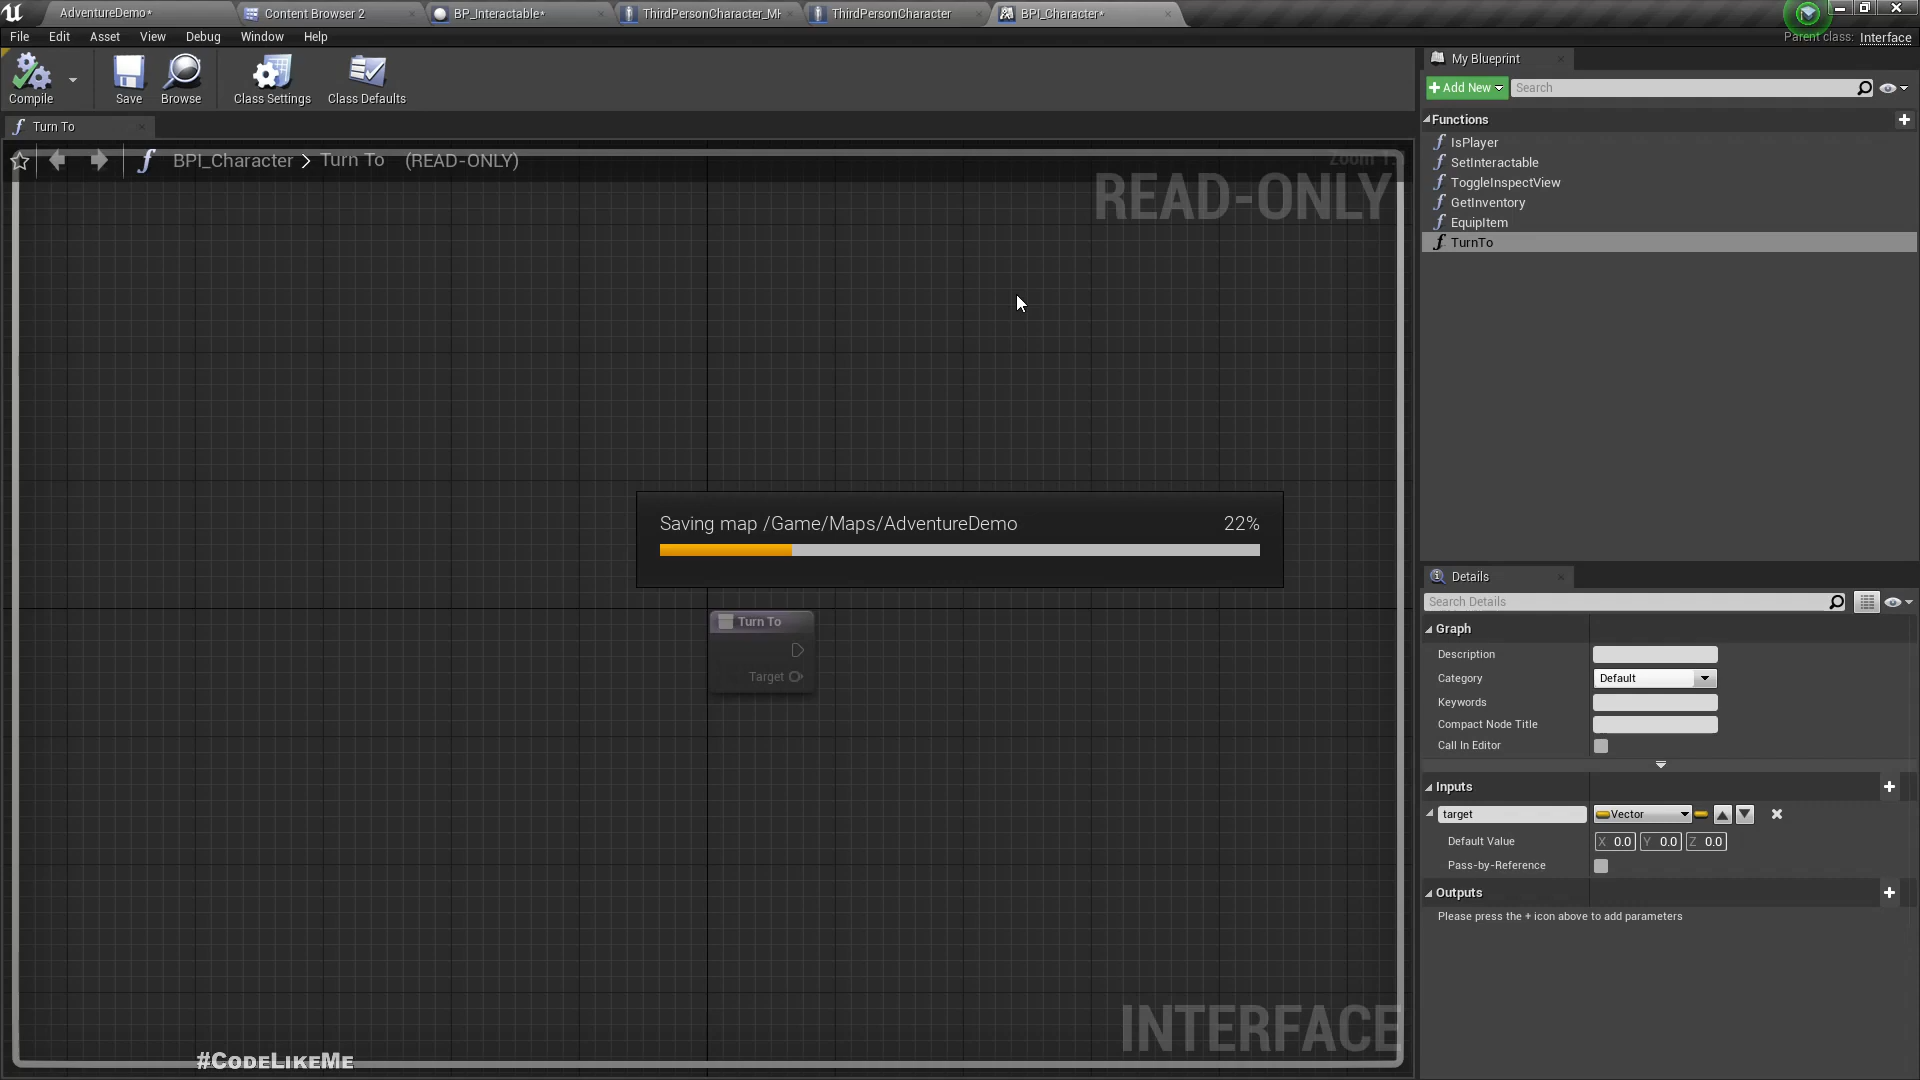 AdventureDemo*
Content Browser 2
BP_Interactable*
ThirdPersonCharacter_MH
ThirdPersonCharacter
BPI_Character*
File Edit Asset View Debug Window Help
Parent class: Interface
Compile
Save
Browse
Class Settings
Class Defaults
Turn To
BPI_Character > Turn To (READ-ONLY)
Zoom 1:1
READ-ONLY
Saving map /Game/Maps/AdventureDemo 22%
Turn To
Target
INTERFACE
#CodeLikeMe
My Blueprint
+ Add New
Search
Functions
IsPlayer
SetInteractable
ToggleInspectView
GetInventory
EquipItem
TurnTo
Details
Search Details
Graph
Description
Category Default
Keywords
Compact Node Title
Call In Editor
Inputs
target Vector
Default Value X 0.0 Y 0.0 Z 0.0
Pass-by-Reference
Outputs
Please press the + icon above to add parameters